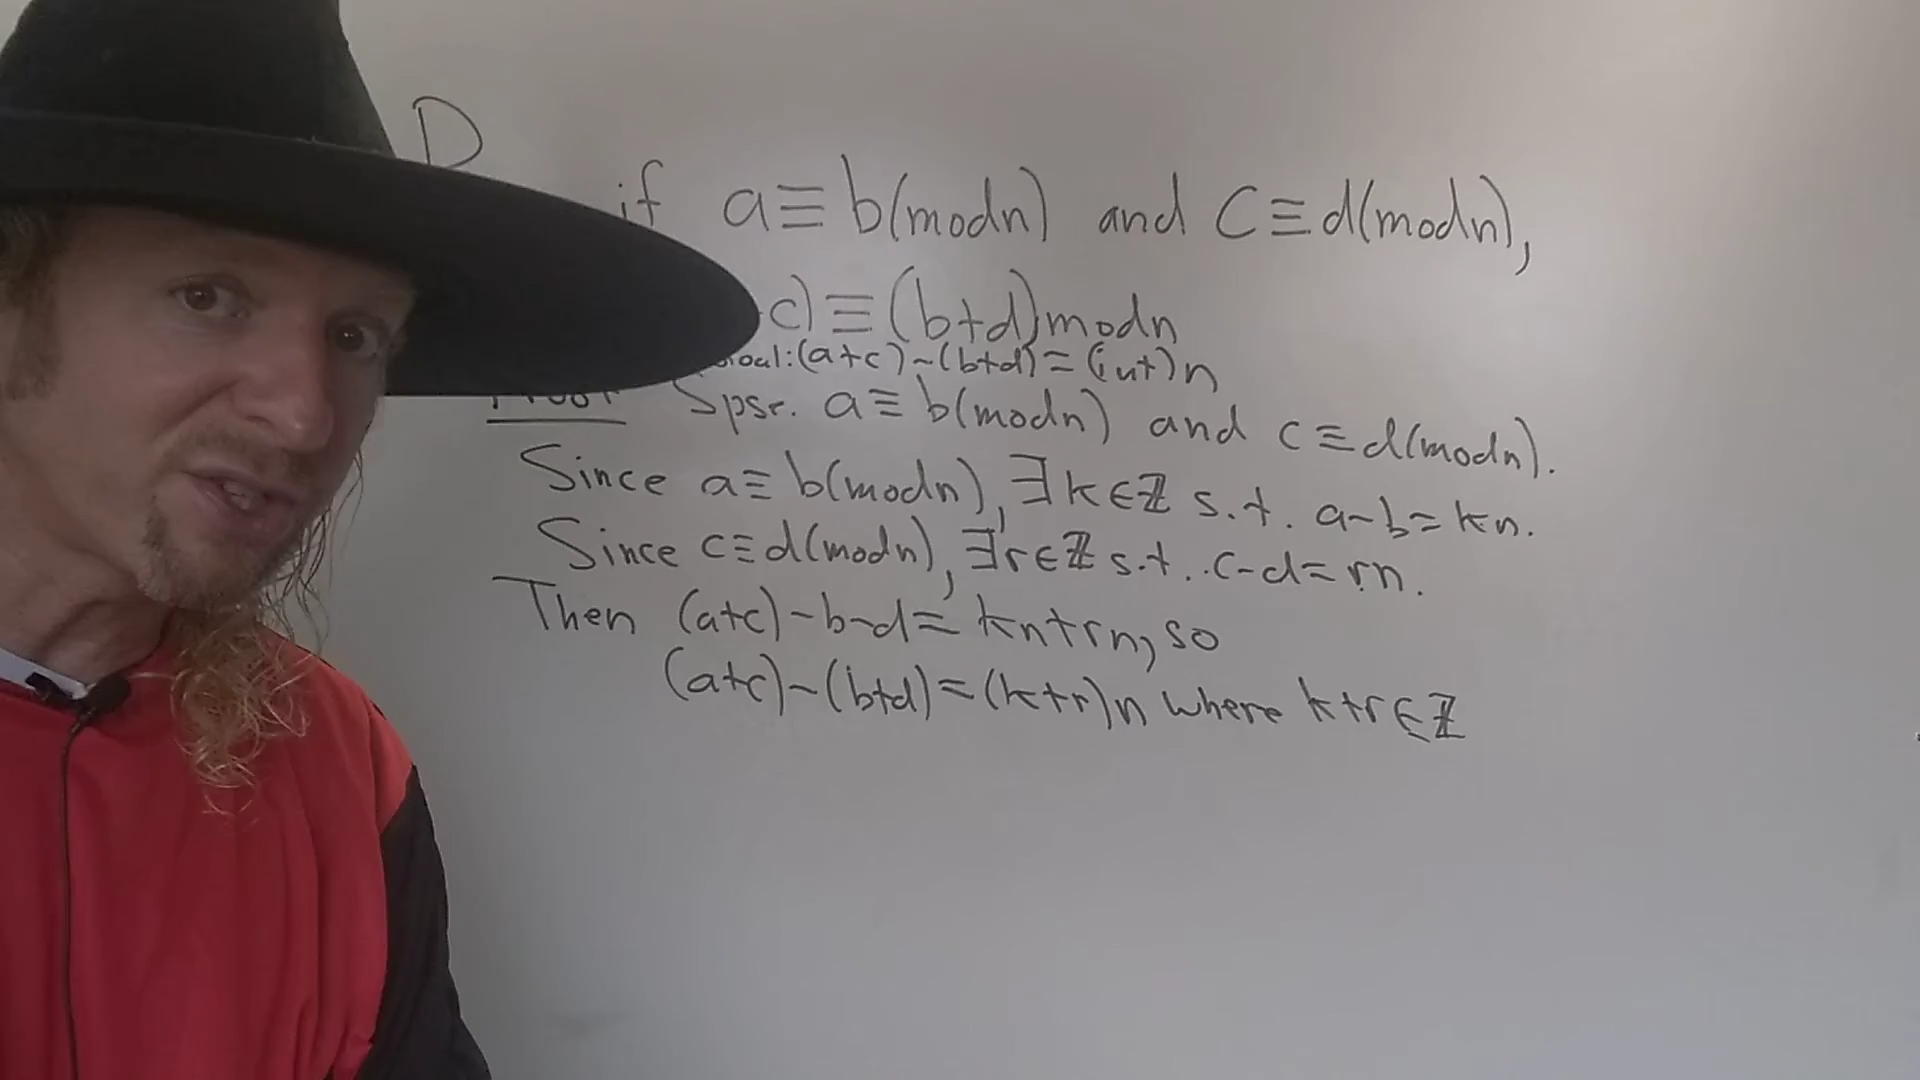 if a≡b(modn) and c≡d(modn),
c)≡(b+d)modn
oal:(a+c)-(b+d)=(int)n
Proof Spse. a≡b(modn) and c≡d(modn).
Since a≡b(modn), ∃k∈ℤ s.t. a-b=kn.
Since c≡d(modn), ∃r∈ℤ s.t. c-d=rn.
Then (a+c)-b-d=kn+rn, so
(a+c)-(b+d)=(k+r)n where k+r∈ℤ